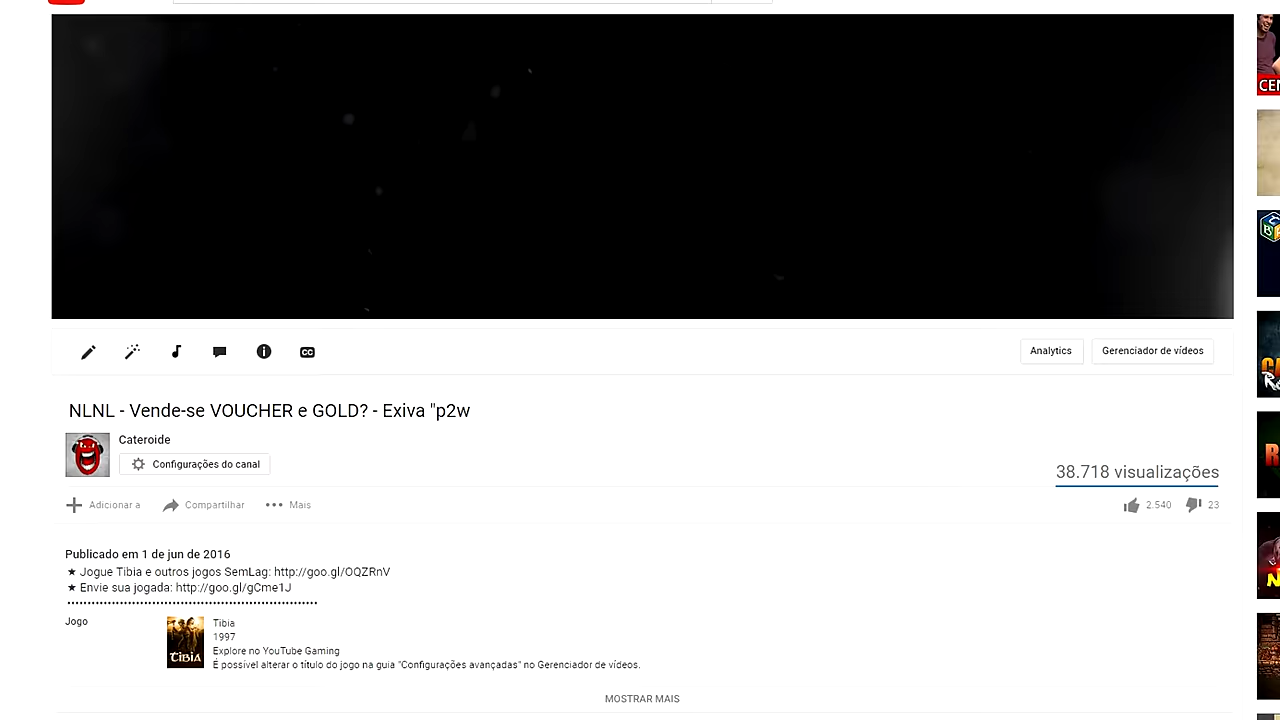 CEN
Analytics
Gerenciador de vídeos
NLNL - Vende-se VOUCHER e GOLD? - Exiva "p2w
Cateroide
Configurações do canal
38.718 visualizações
Adicionar a
Compartilhar
Mais
2.540
23
Publicado em 1 de jun de 2016
★ Jogue Tibia e outros jogos SemLag: http://goo.gl/OQZRnV
★ Envie sua jogada: http://goo.gl/gCme1J
Jogo
TIBIA
Tibia
1997
Explore no YouTube Gaming
É possível alterar o título do jogo na guia "Configurações avançadas" no Gerenciador de vídeos.
MOSTRAR MAIS